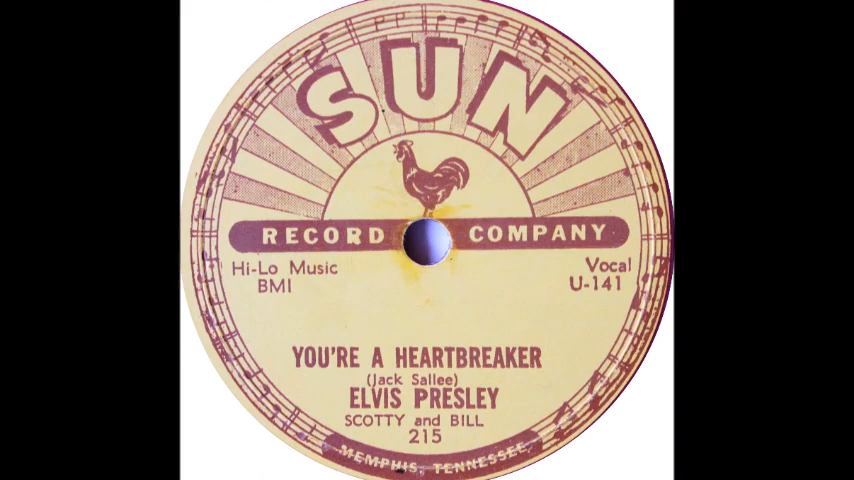 SUN
RECORD COMPANY
Hi-Lo Music
BMI
Vocal
U-141
YOU'RE A HEARTBREAKER
(Jack Sallee)
ELVIS PRESLEY
SCOTTY and BILL
215
MEMPHIS, TENNESSEE